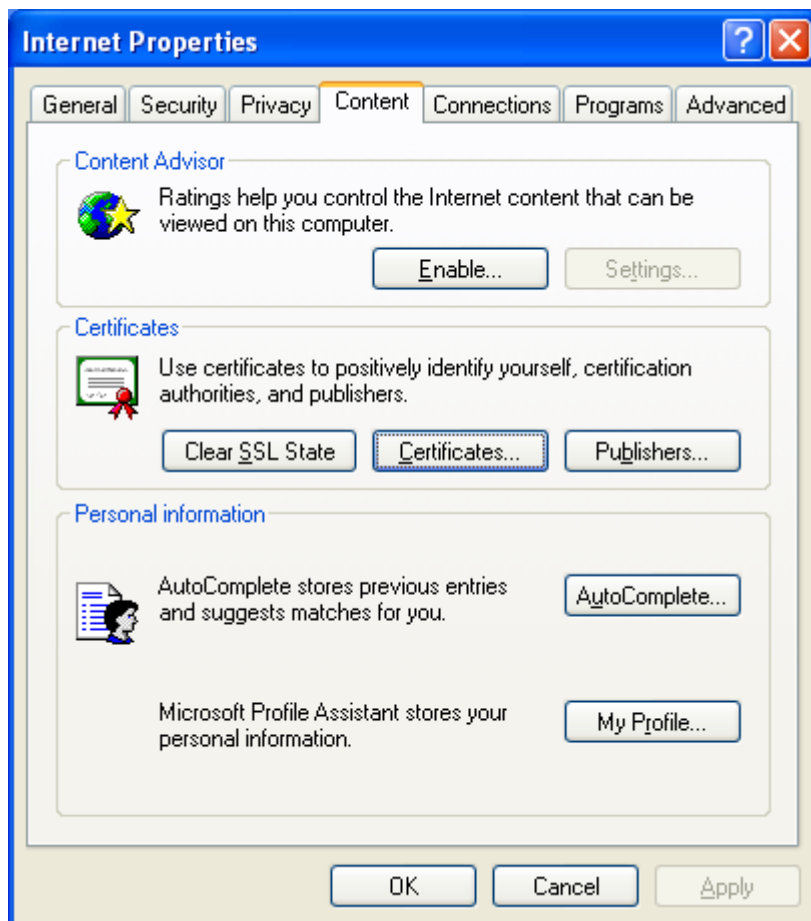 Internet Properties
General Security Privacy Content Connections Programs Advanced
Content Advisor
Ratings help you control the Internet content that can be
viewed on this computer.
Enable... Settings...
Certificates
Use certificates to positively identify yourself, certification
authorities, and publishers.
Clear SSL State Certificates... Publishers...
Personal information
AutoComplete stores previous entries
and suggests matches for you.
AutoComplete...
Microsoft Profile Assistant stores your
personal information.
My Profile...
OK Cancel Apply